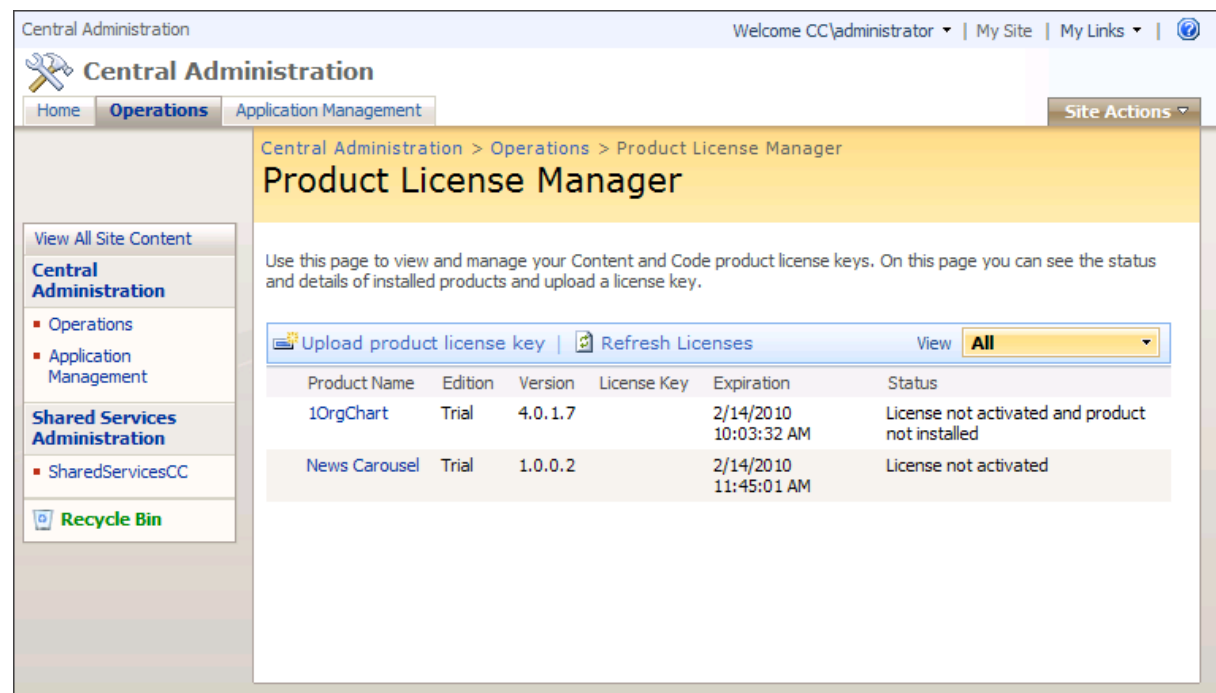 Central Administration
Welcome CC\administrator | My Site | My Links |
Central Administration
Home Operations Application Management
Site Actions
Central Administration > Operations > Product License Manager
Product License Manager
View All Site Content
Central
Administration
Operations
Application
Management
Shared Services
Administration
SharedServicesCC
Recycle Bin
Use this page to view and manage your Content and Code product license keys. On this page you can see the status
and details of installed products and upload a license key.
Upload product license key | Refresh Licenses View All
Product Name Edition Version License Key Expiration Status
1OrgChart Trial 4.0.1.7 2/14/2010 License not activated and product
10:03:32 AM not installed
News Carousel Trial 1.0.0.2 2/14/2010 License not activated
11:45:01 AM